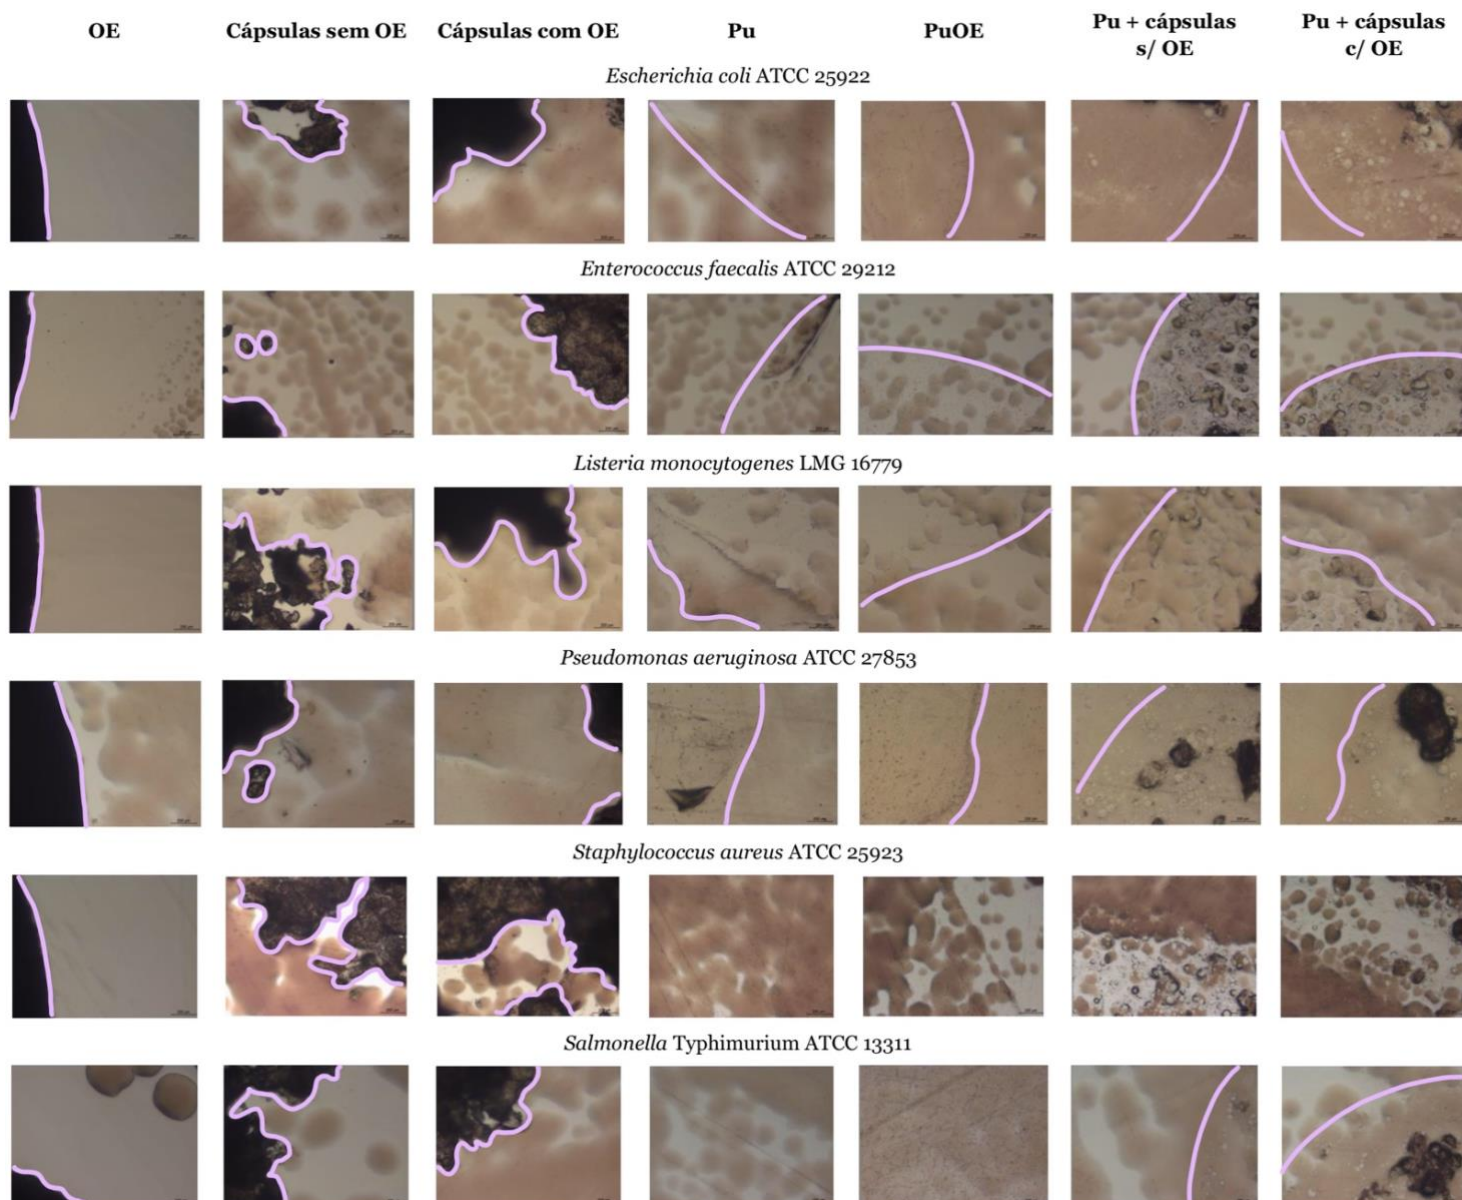 OE Cápsulas sem OE Cápsulas com OE Pu PuOE Pu + cápsulas s/ OE Pu + cápsulas c/ OE
Escherichia coli ATCC 25922
Enterococcus faecalis ATCC 29212
Listeria monocytogenes LMG 16779
Pseudomonas aeruginosa ATCC 27853
Staphylococcus aureus ATCC 25923
Salmonella Typhimurium ATCC 13311